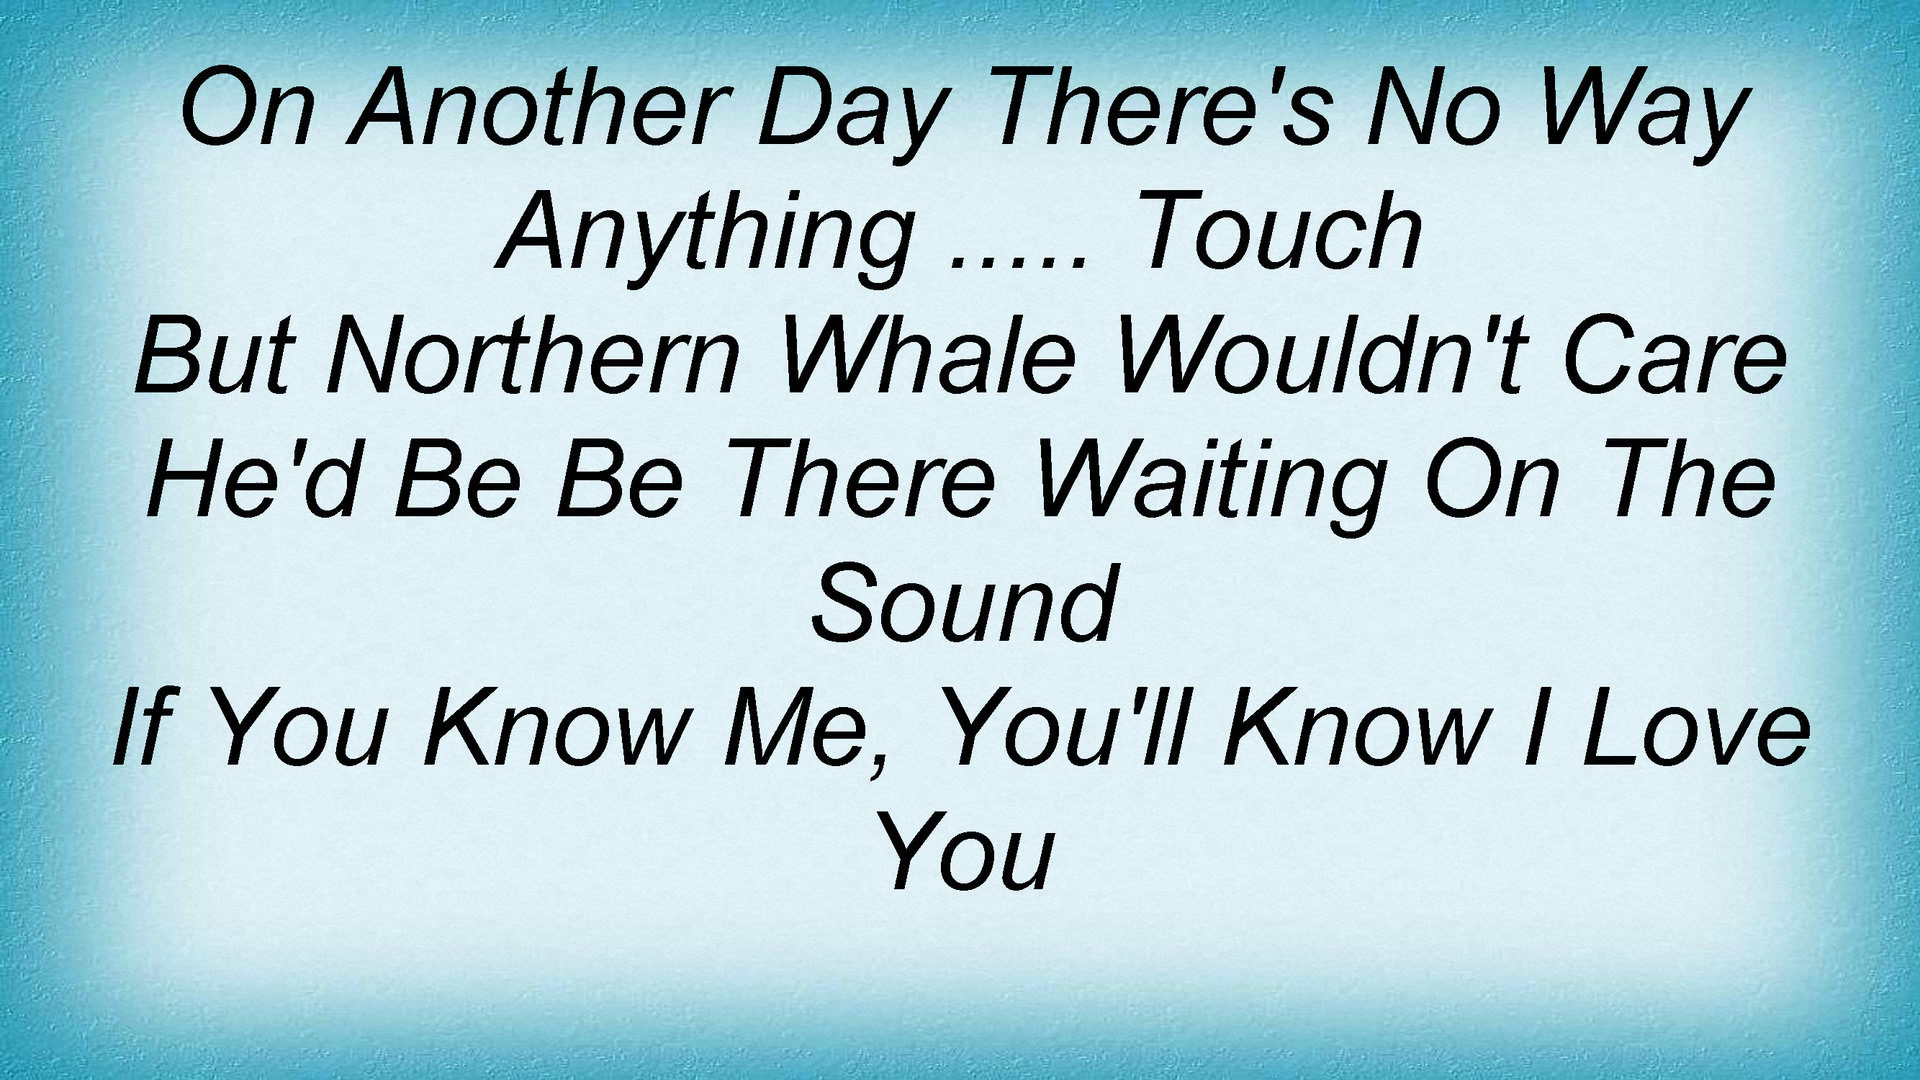 On Another Day There's No Way
Anything ..... Touch
But Northern Whale Wouldn't Care
He'd Be Be There Waiting On The
Sound
If You Know Me, You'll Know I Love
You